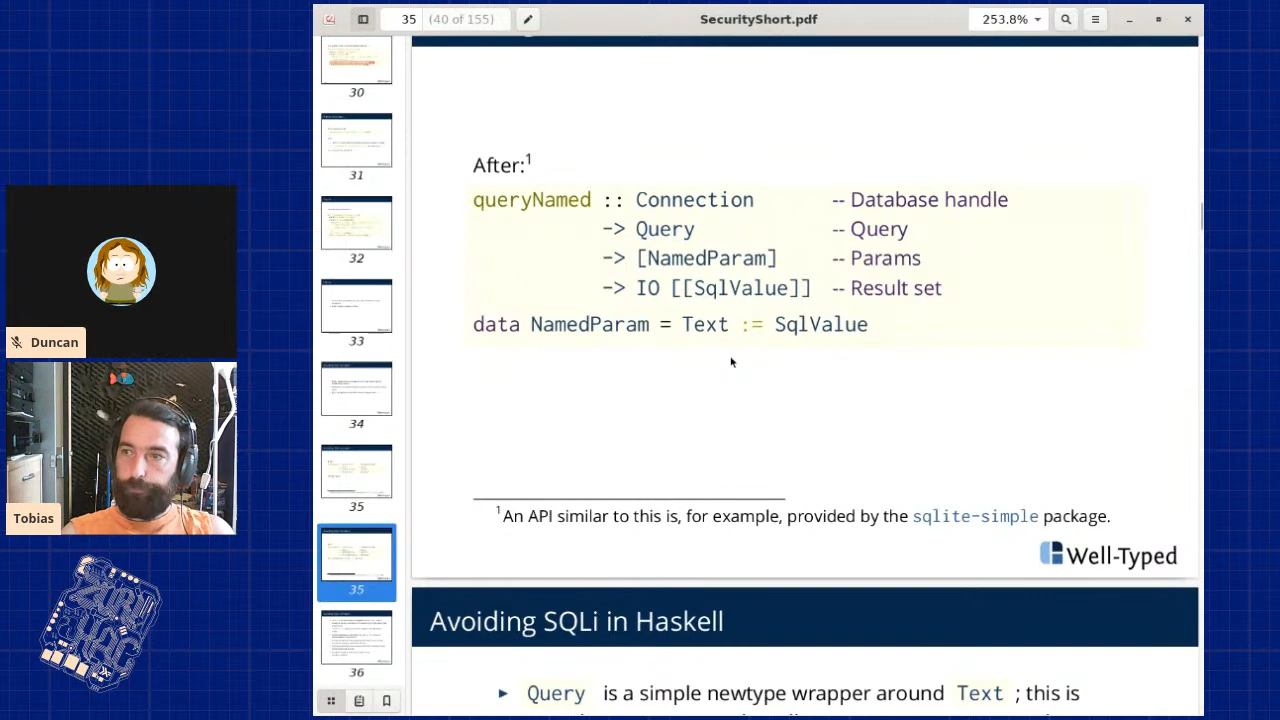 35
(40 of 155)
SecurityShort.pdf
253.8%
30
31
32
33
34
35
35
36
After:1
queryNamed :: Connection -- Database handle
-> Query -- Query
-> [NamedParam] -- Params
-> IO [[SqlValue]] -- Result set
data NamedParam = Text := SqlValue
1An API similar to this is, for example, provided by the sqlite-simple package.
Well-Typed
Avoiding SQLi in Haskell
► Query is a simple newtype wrapper around Text ; this is
Duncan
Tobias